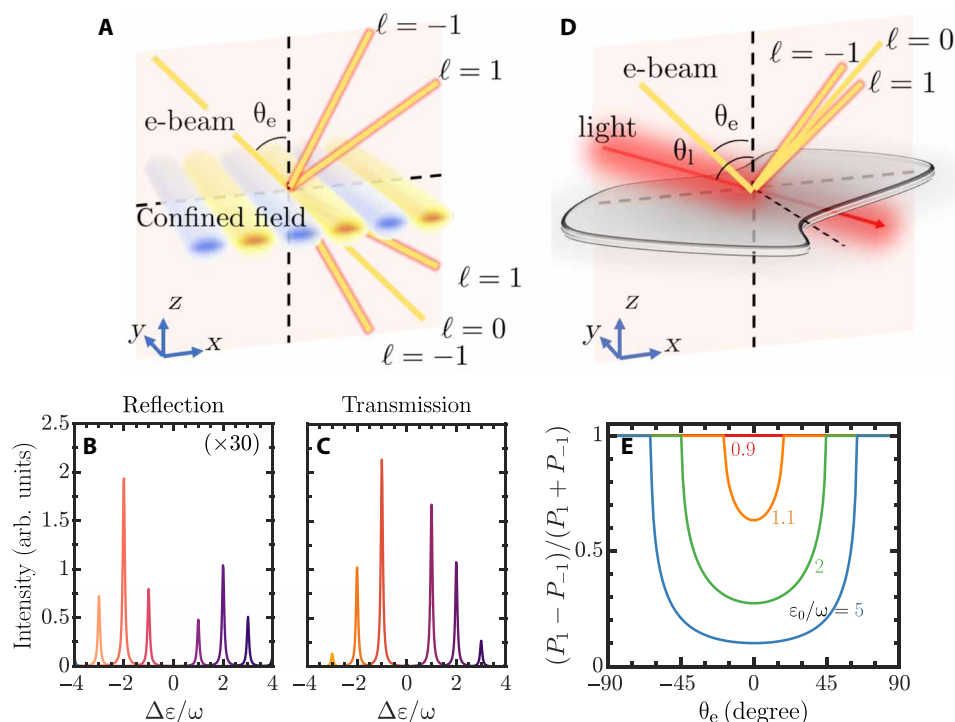 A
ℓ = −1
ℓ = 1
e-beam
θe
Confined field
ℓ = 1
ℓ = 0
ℓ = −1
z
y
x
D
ℓ = 0
ℓ = −1
ℓ = 1
e-beam
light
θe
θl
z
y
x
Reflection
Transmission
B
(×30)
C
E
Intensity (arb. units)
2.5
2
1.5
1
0.5
0
−4 −2 0 2 4
Δε/ω
−4 −2 0 2 4
Δε/ω
(P1 − P−1)/(P1 + P−1)
1
0.5
0
0.9
1.1
2
ε0/ω = 5
−90 −45 0 45 90
θe (degree)